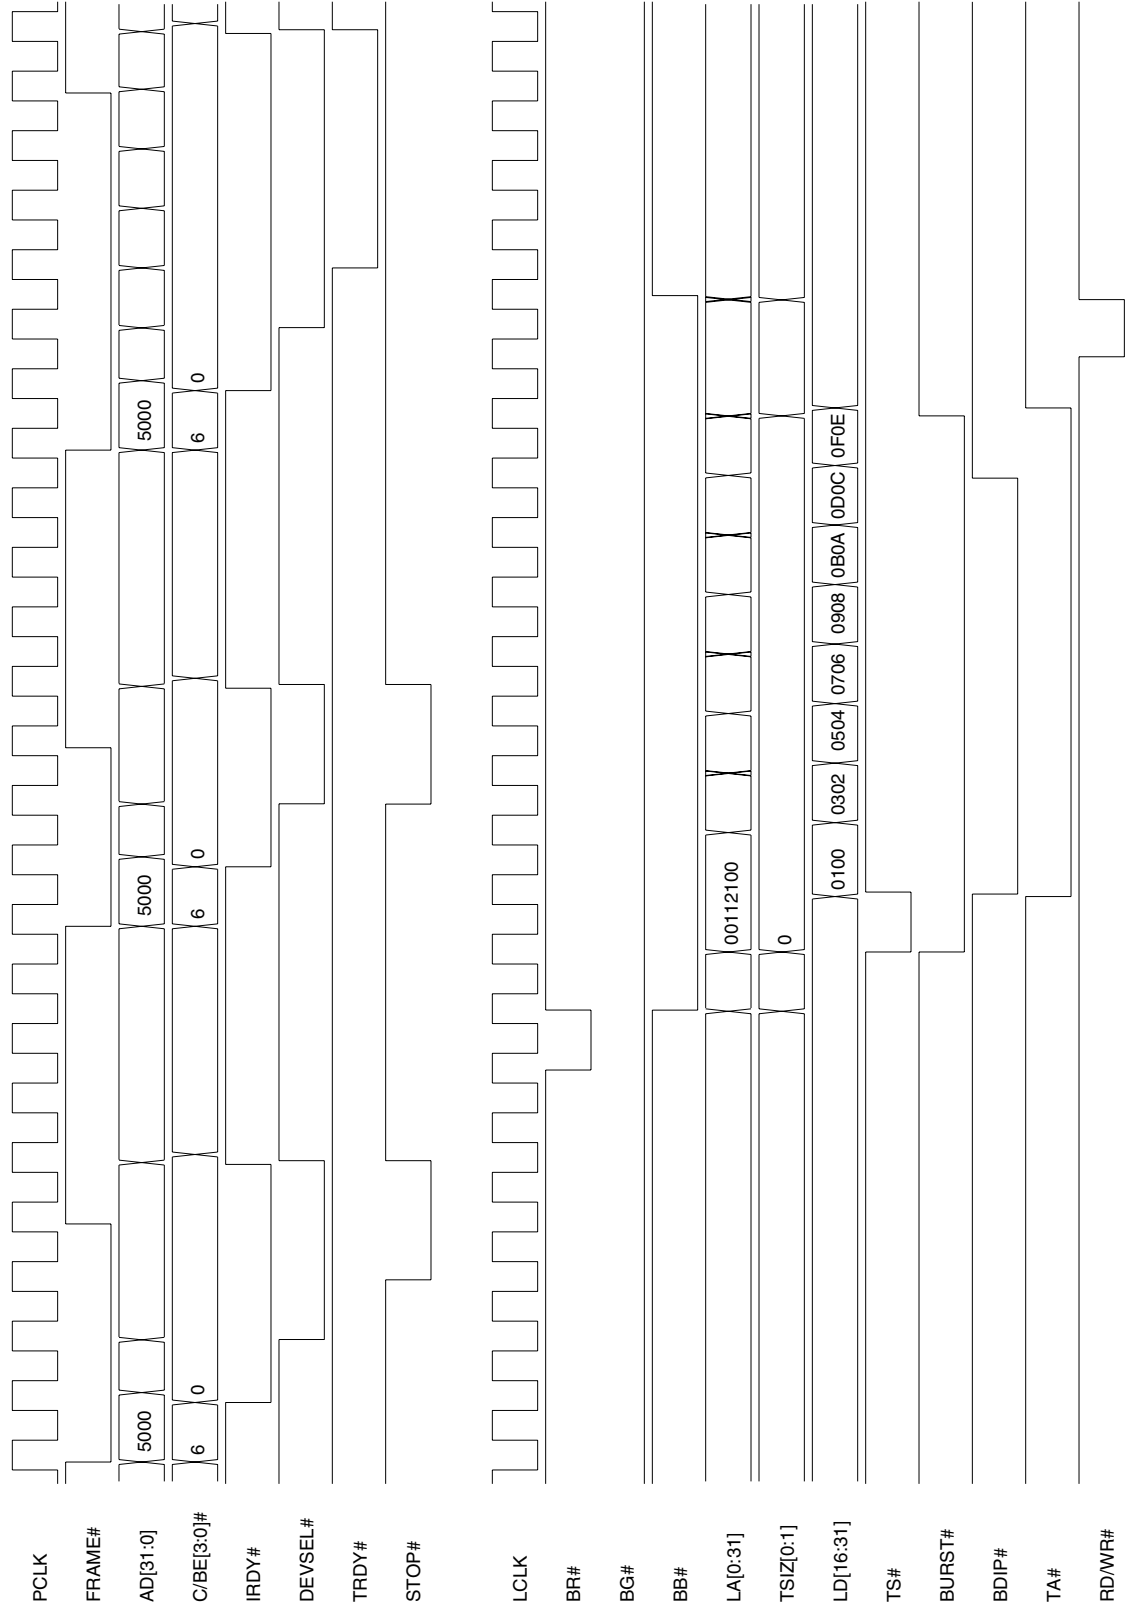 PCLK
FRAME#
AD[31:0] 5000 5000 5000
C/BE[3:0]# 6 0 6 0 6 0
IRDY#
DEVSEL#
TRDY#
STOP#
LCLK
BR#
BG#
BB#
LA[0:31] 00112100
TSIZ[0:1] 0
LD[16:31] 0100 0302 0504 0706 0908 0B0A 0D0C 0F0E
TS#
BURST#
BDIP#
TA#
RD/WR#